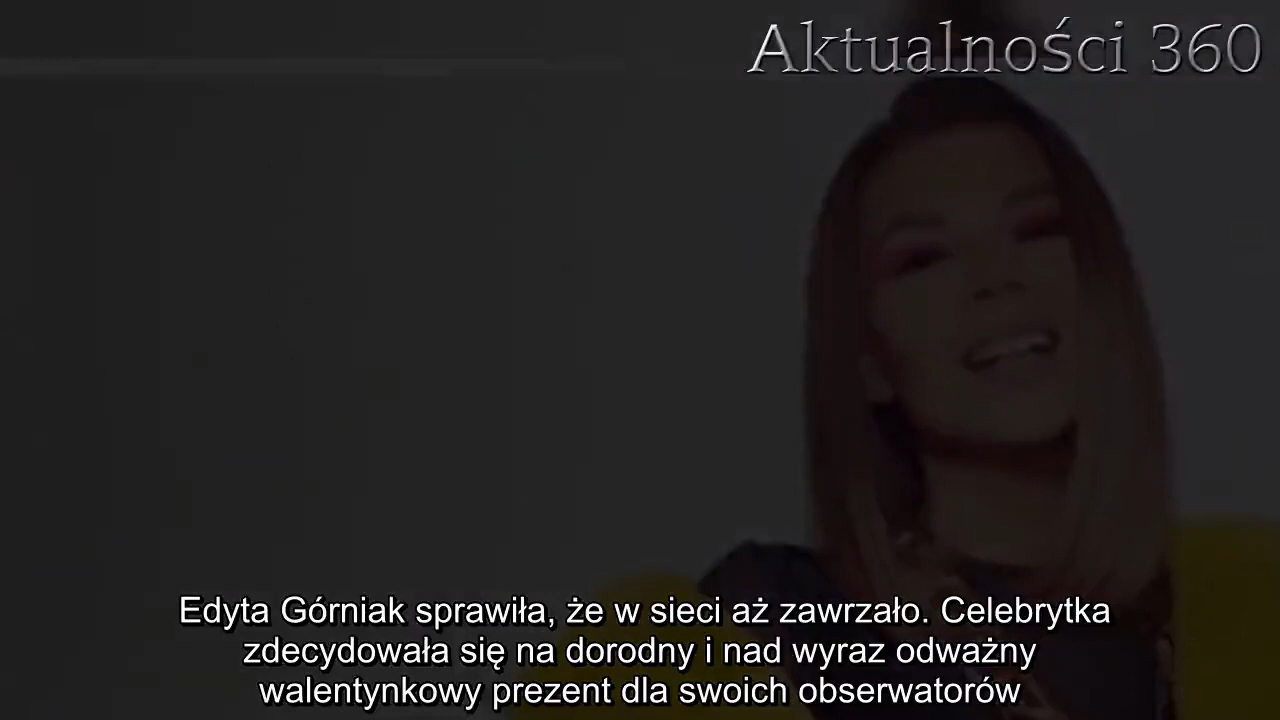 Aktualności 360
Edyta Górniak sprawiła, że w sieci aż zawrzało. Celebrytka
zdecydowała się na dorodny i nad wyraz odważny
walentynkowy prezent dla swoich obserwatorów